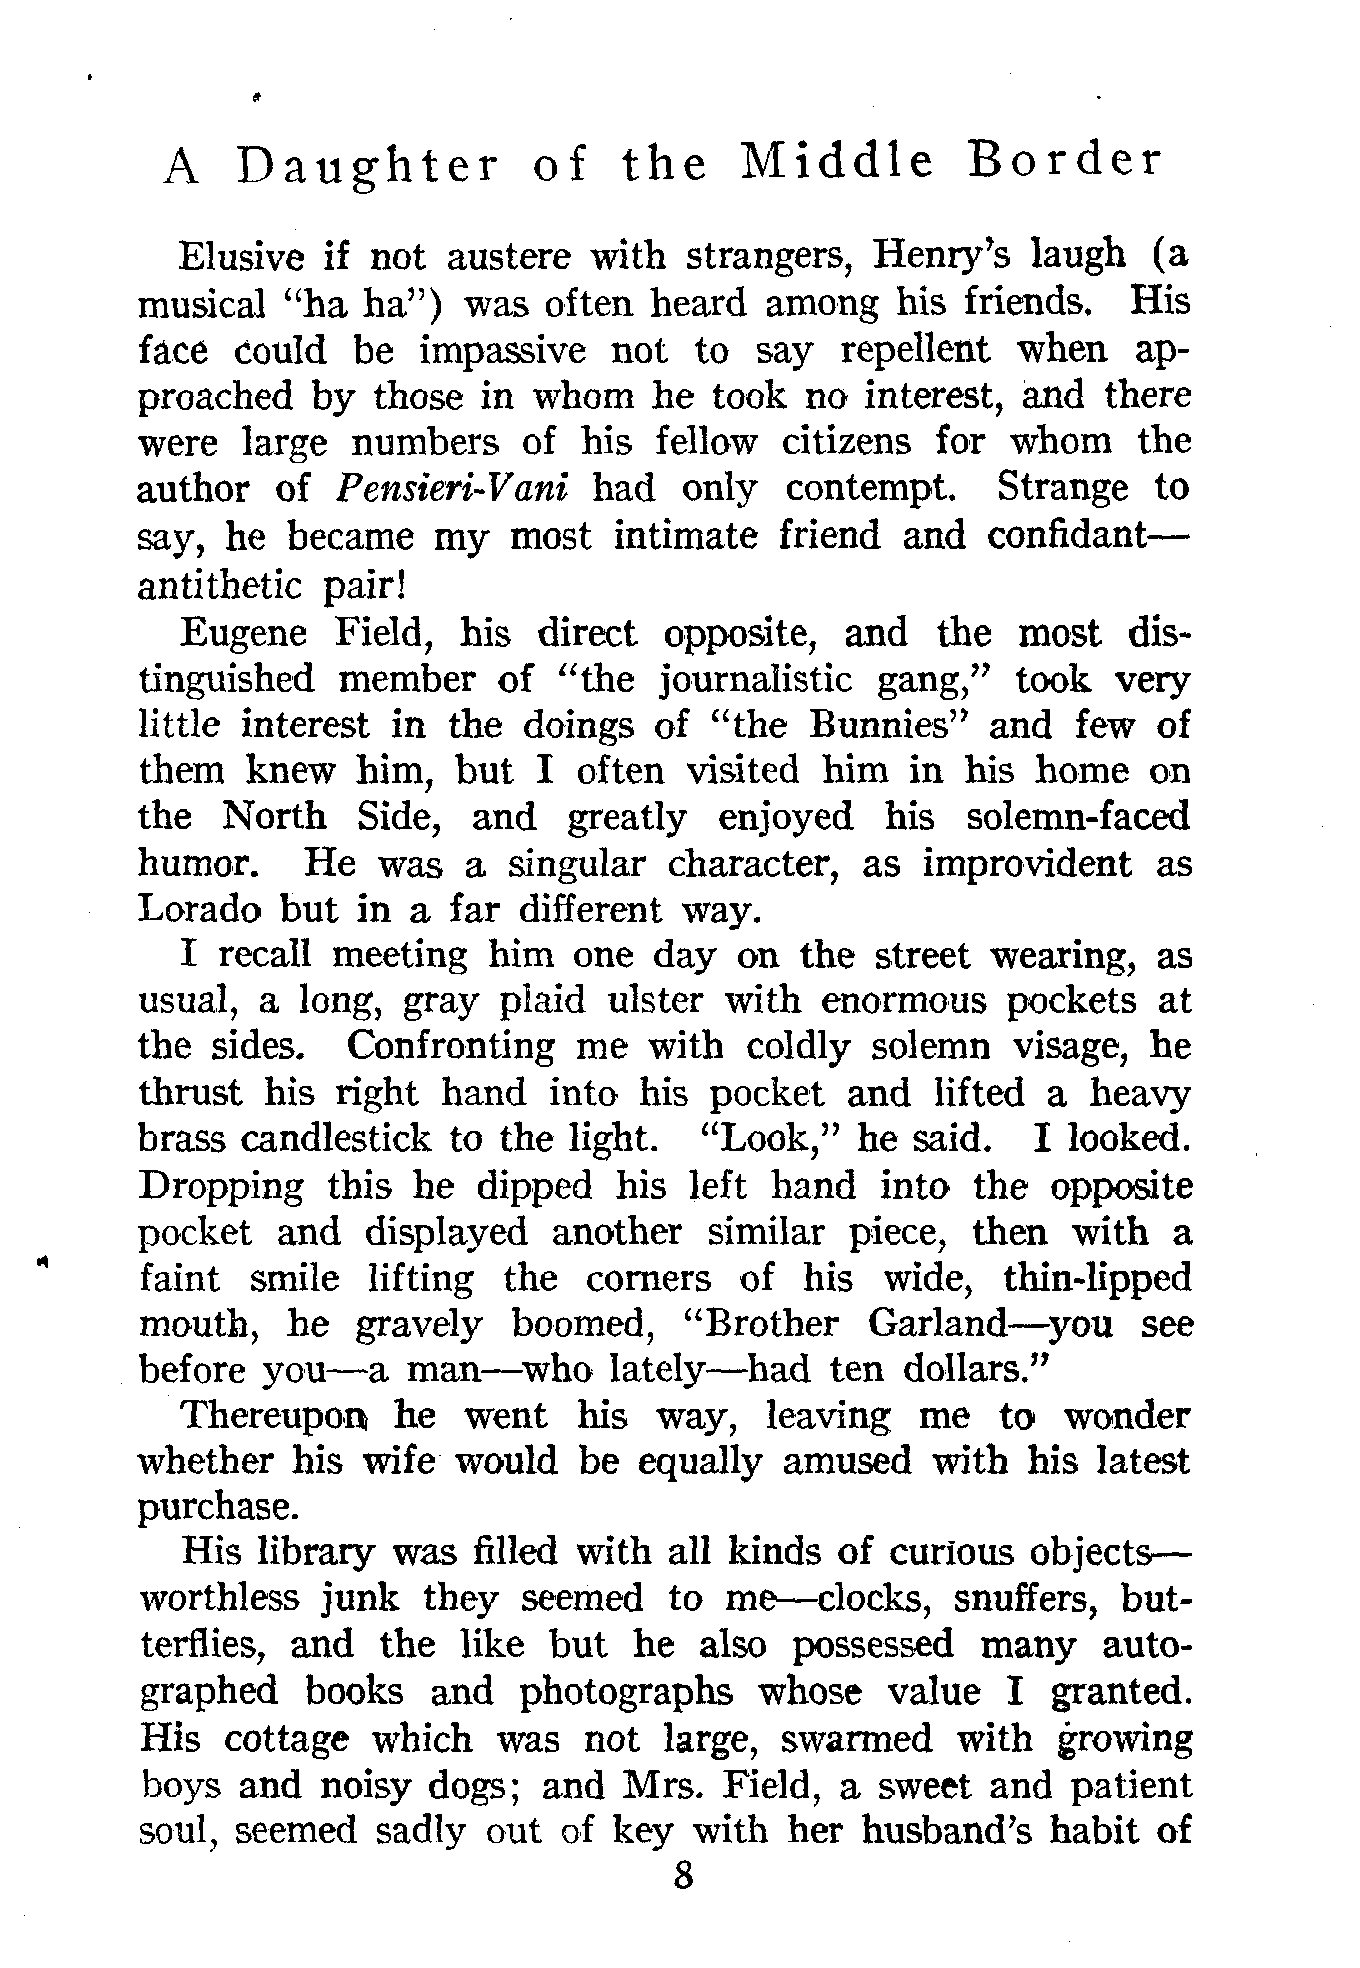 A Daughter of the Middle Border
Elusive if not austere with strangers, Henry's laugh (a
musical "ha ha") was often heard among his friends. His
face could be impassive not to say repellent when ap-
proached by those in whom he took no interest, and there
were large numbers of his fellow citizens for whom the
author of Pensieri-Vani had only contempt. Strange to
say, he became my most intimate friend and confidant—
antithetic pair!
Eugene Field, his direct opposite, and the most dis-
tinguished member of "the journalistic gang," took very
little interest in the doings of "the Bunnies" and few of
them knew him, but I often visited him in his home on
the North Side, and greatly enjoyed his solemn-faced
humor. He was a singular character, as improvident as
Lorado but in a far different way.
I recall meeting him one day on the street wearing, as
usual, a long, gray plaid ulster with enormous pockets at
the sides. Confronting me with coldly solemn visage, he
thrust his right hand into his pocket and lifted a heavy
brass candlestick to the light. "Look," he said. I looked.
Dropping this he dipped his left hand into the opposite
pocket and displayed another similar piece, then with a
faint smile lifting the corners of his wide, thin-lipped
mouth, he gravely boomed, "Brother Garland—you see
before you—a man—who lately—had ten dollars."
Thereupon he went his way, leaving me to wonder
whether his wife would be equally amused with his latest
purchase.
His library was filled with all kinds of curious objects—
worthless junk they seemed to me—clocks, snuffers, but-
terflies, and the like but he also possessed many auto-
graphed books and photographs whose value I granted.
His cottage which was not large, swarmed with growing
boys and noisy dogs; and Mrs. Field, a sweet and patient
soul, seemed sadly out of key with her husband's habit of
8